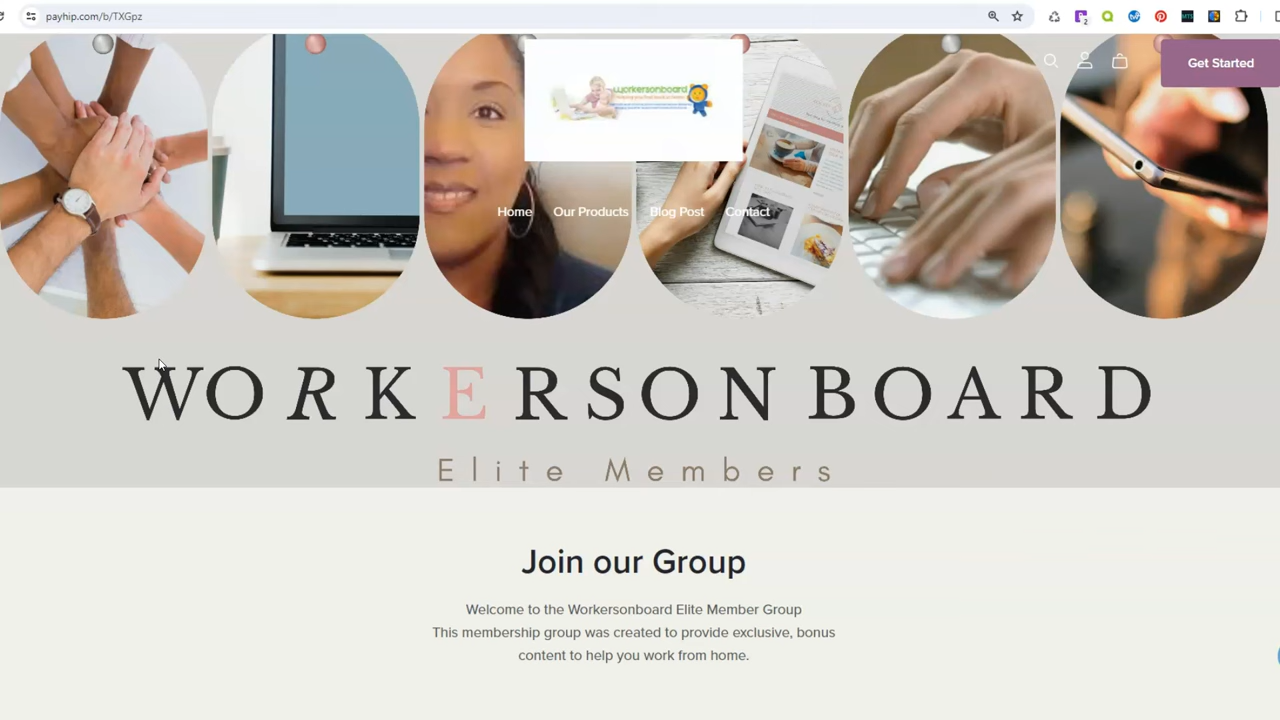 payhip.com/b/TXGpz
2
MTS
Get Started
workersonboard
Home
Our Products
Blog Post
Contact
WORKERSONBOARD
Elite Members
Join our Group
Welcome to the Workersonboard Elite Member Group
This membership group was created to provide exclusive, bonus
content to help you work from home.